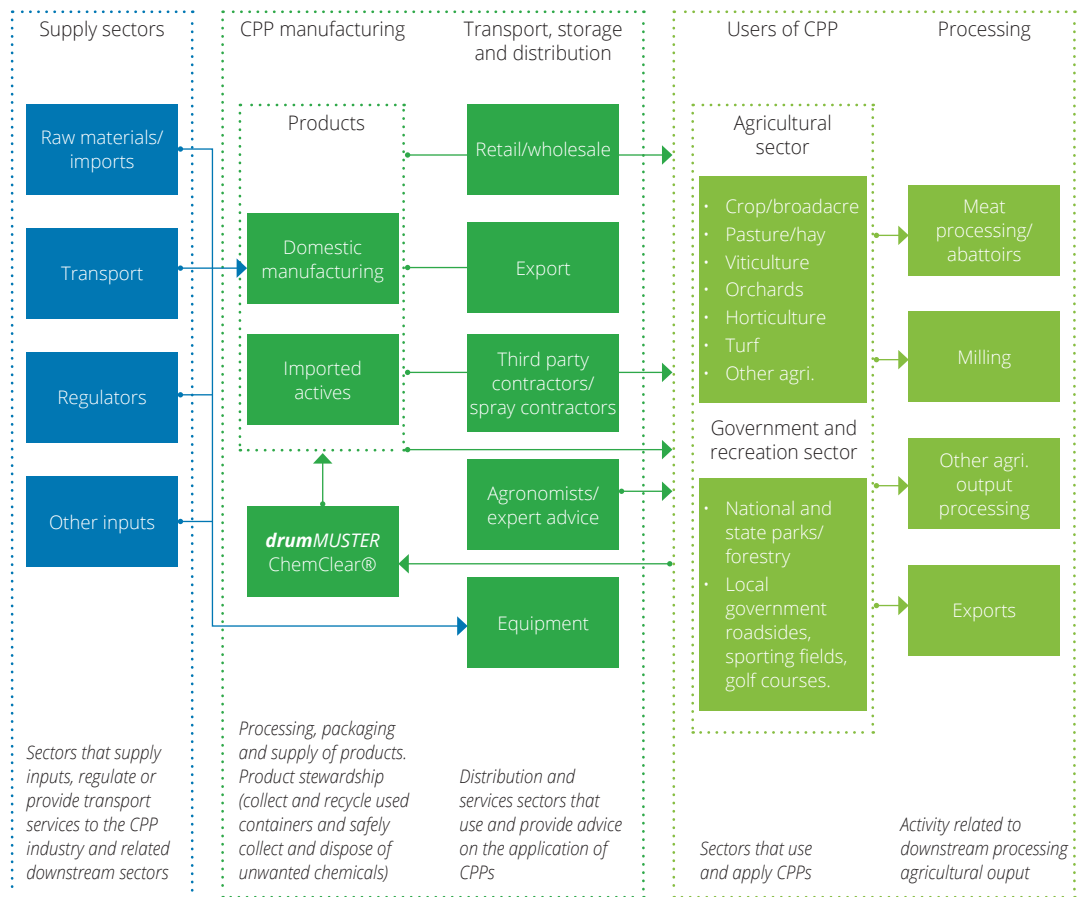 Supply sectors
CPP manufacturing
Transport, storage
and distribution
Users of CPP
Processing
Raw materials/
imports
Transport
Regulators
Other inputs
Products
Domestic
manufacturing
Imported
actives
drumMUSTER
ChemClear®
Retail/wholesale
Export
Third party
contractors/
spray contractors
Agronomists/
expert advice
Equipment
Agricultural
sector
• Crop/broadacre
• Pasture/hay
• Viticulture
• Orchards
• Horticulture
• Turf
• Other agri.
Government and
recreation sector
• National and
state parks/
forestry
• Local
government
roadsides,
sporting fields,
golf courses.
Meat
processing/
abattoirs
Milling
Other agri.
output
processing
Exports
Sectors that supply
inputs, regulate or
provide transport
services to the CPP
industry and related
downstream sectors
Processing, packaging
and supply of products.
Product stewardship
(collect and recycle used
containers and safely
collect and dispose of
unwanted chemicals)
Distribution and
services sectors that
use and provide advice
on the application of
CPPs
Sectors that use
and apply CPPs
Activity related to
downstream processing
agricultural ouput